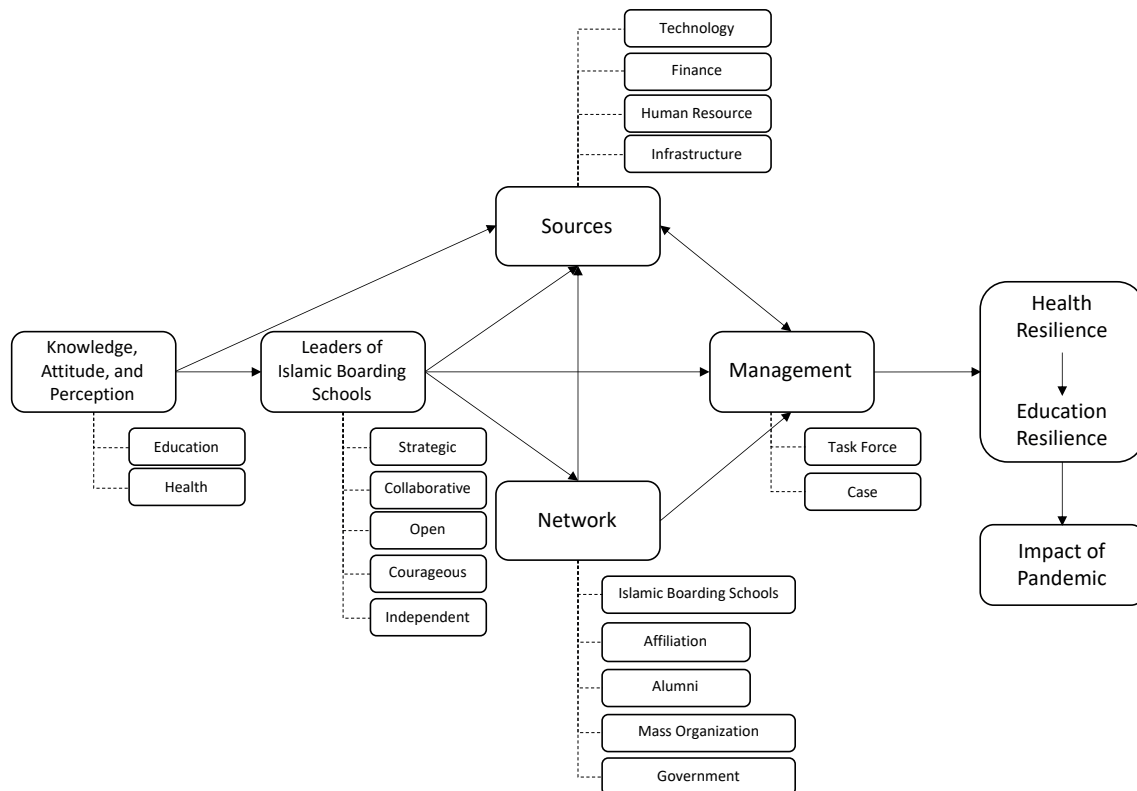 Technology
Finance
Human Resource
Infrastructure
Sources
Knowledge,
Attitude, and
Perception
Education
Health
Leaders of
Islamic Boarding
Schools
Strategic
Collaborative
Open
Courageous
Independent
Network
Islamic Boarding Schools
Affiliation
Alumni
Mass Organization
Government
Management
Task Force
Case
Health
Resilience
Education
Resilience
Impact of
Pandemic